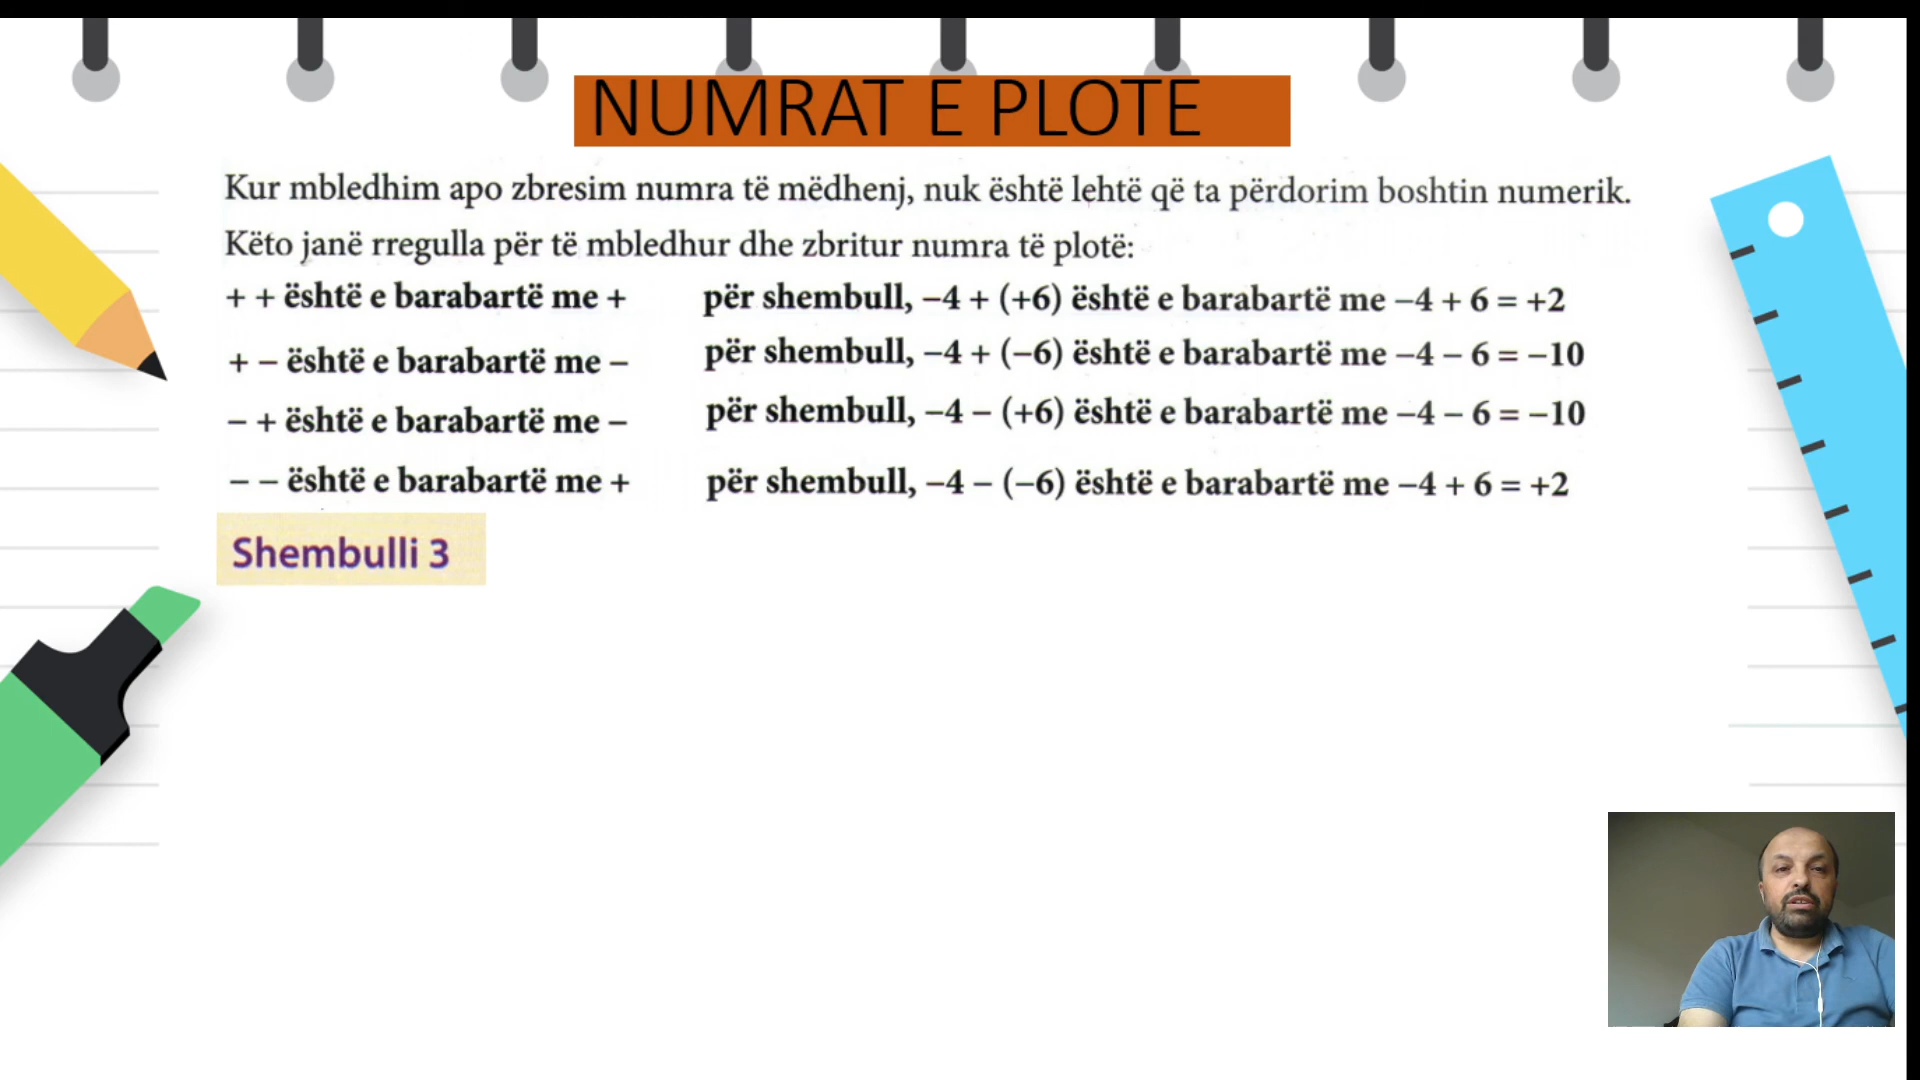 NUMRAT E PLOTE
Kur mbledhim apo zbresim numra të mëdhenj, nuk është lehtë që ta përdorim boshtin numerik.
Këto janë rregulla për të mbledhur dhe zbritur numra të plotë:
+ + është e barabartë me + për shembull, −4 + (+6) është e barabartë me −4 + 6 = +2
+ − është e barabartë me − për shembull, −4 + (−6) është e barabartë me −4 − 6 = −10
− + është e barabartë me − për shembull, −4 − (+6) është e barabartë me −4 − 6 = −10
− − është e barabartë me + për shembull, −4 − (−6) është e barabartë me −4 + 6 = +2
Shembulli 3